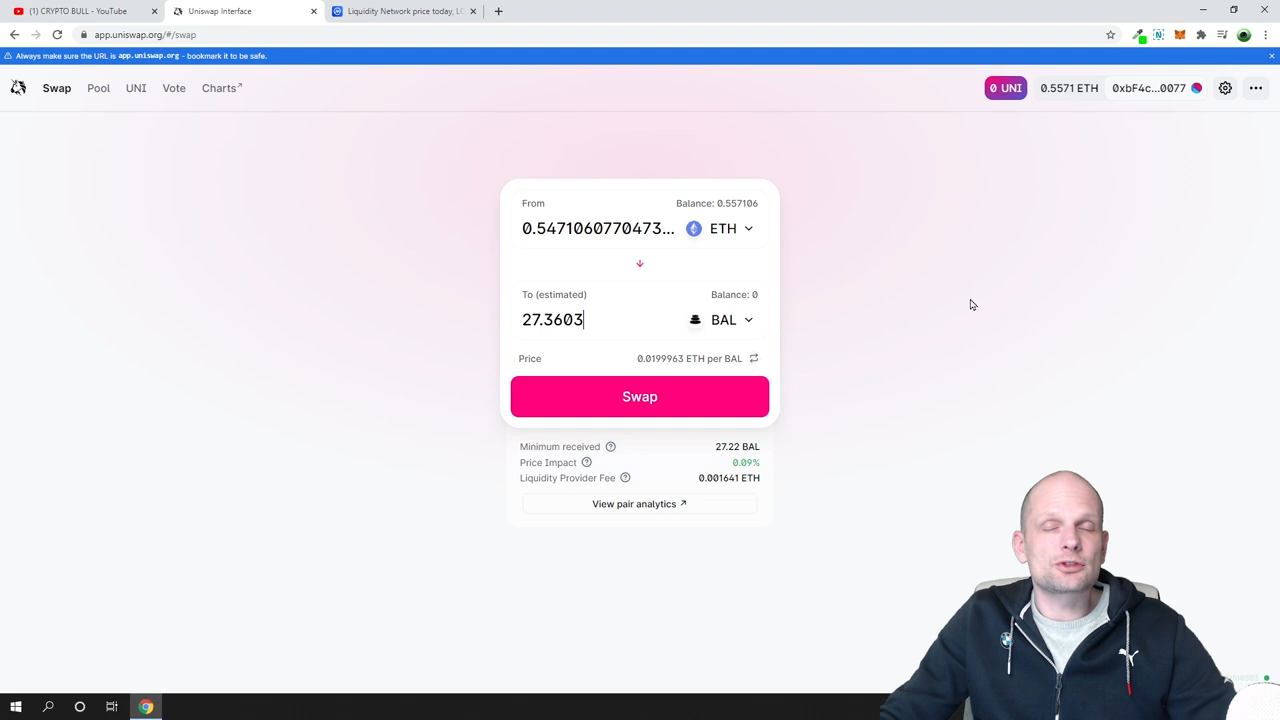 (1) CRYPTO BULL - YouTube
Uniswap Interface
Liquidity Network price today, LC
app.uniswap.org/#/swap
Always make sure the URL is app.uniswap.org - bookmark it to be safe.
Swap
Pool
UNI
Vote
Charts↗
0 UNI
0.5571 ETH
0xbF4c...0077
From
Balance: 0.557106
0.5471060770473...
ETH
To (estimated)
Balance: 0
27.3603
BAL
Price
0.0199963 ETH per BAL
Swap
Minimum received
27.22 BAL
Price Impact
0.09%
Liquidity Provider Fee
0.001641 ETH
View pair analytics ↗